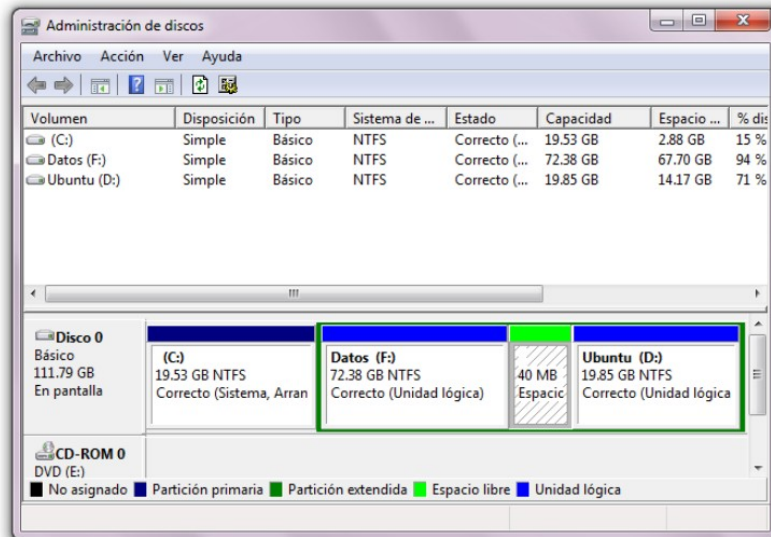 Administración de discos
Archivo Acción Ver Ayuda
Volumen Disposición Tipo Sistema de ... Estado Capacidad Espacio ... % dis
(C:) Simple Básico NTFS Correcto (... 19.53 GB 2.88 GB 15 %
Datos (F:) Simple Básico NTFS Correcto (... 72.38 GB 67.70 GB 94 %
Ubuntu (D:) Simple Básico NTFS Correcto (... 19.85 GB 14.17 GB 71 %
Disco 0
Básico
111.79 GB
En pantalla
(C:)
19.53 GB NTFS
Correcto (Sistema, Arran
Datos (F:)
72.38 GB NTFS
Correcto (Unidad lógica)
40 MB
Espacic
Ubuntu (D:)
19.85 GB NTFS
Correcto (Unidad lógica
CD-ROM 0
DVD (E:)
No asignado Partición primaria Partición extendida Espacio libre Unidad lógica